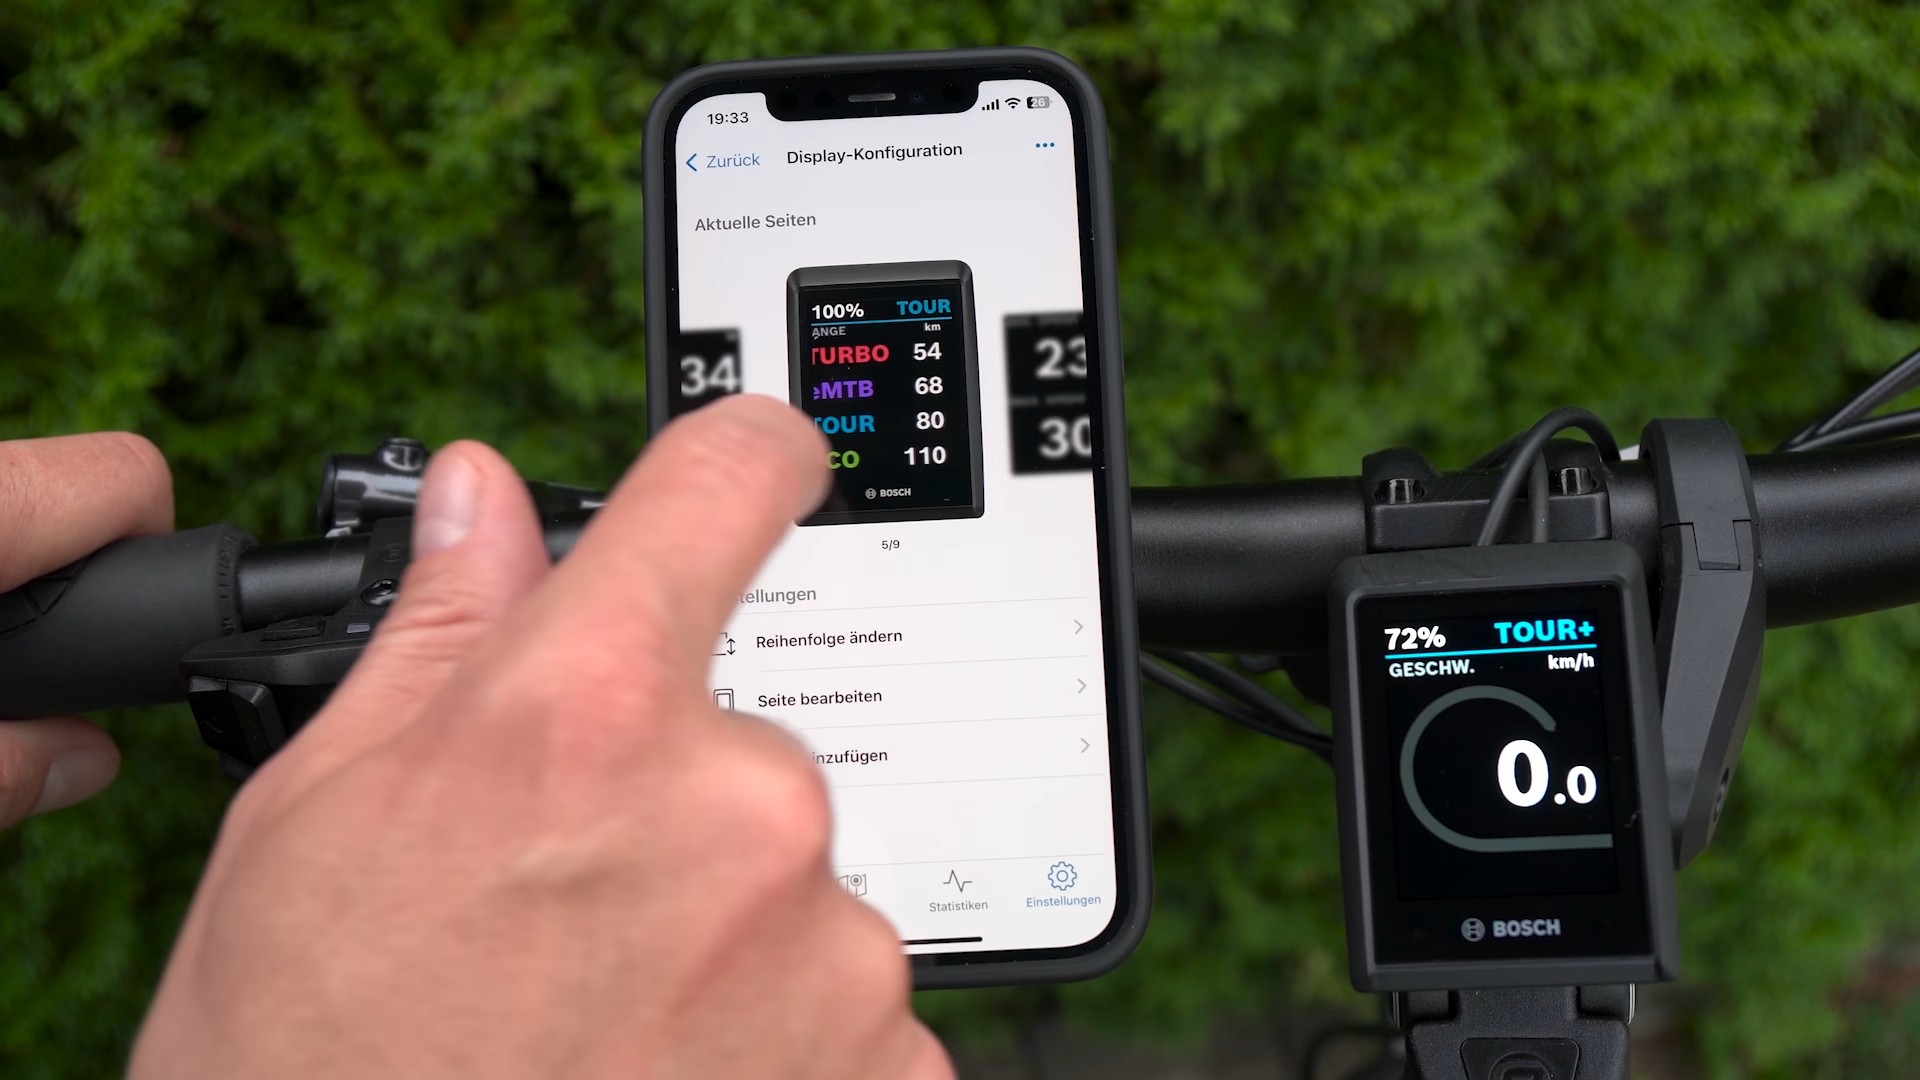 19:33
26
Zurück
Display-Konfiguration
Aktuelle Seiten
34
100% TOUR
ANGE km
TURBO 54
eMTB 68
TOUR 80
CO 110
BOSCH
23
30
5/9
tellungen
Reihenfolge ändern
Seite bearbeiten
inzufügen
Statistiken
Einstellungen
72% TOUR+
GESCHW. km/h
0.0
BOSCH